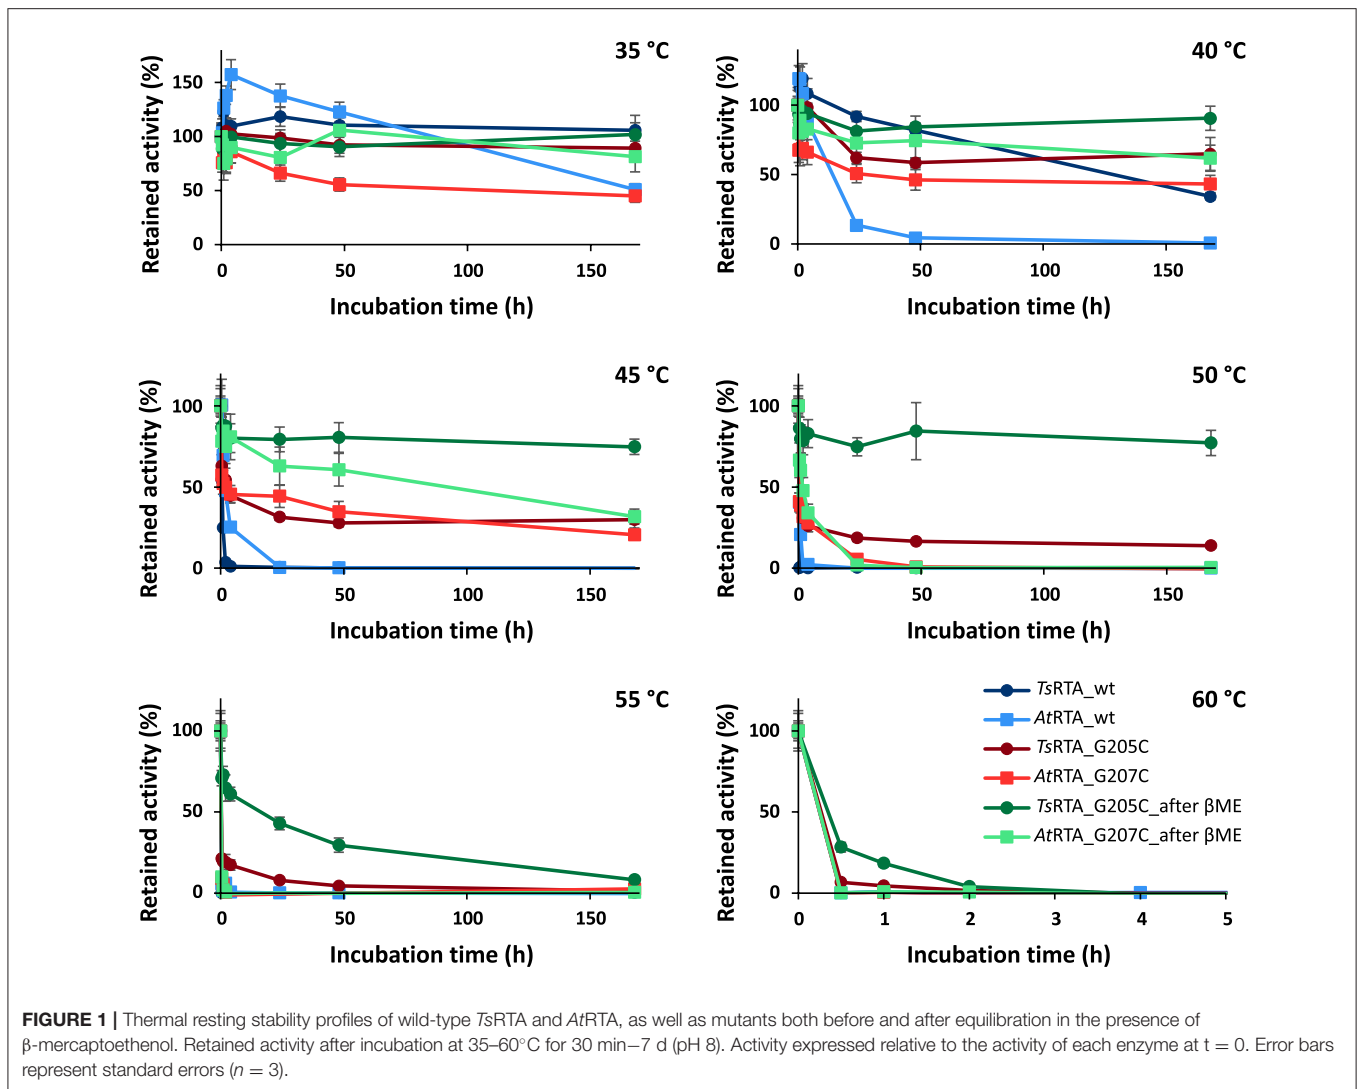 35 °C
Retained activity (%)
150
100
50
0
0 50 100 150
Incubation time (h)
40 °C
Retained activity (%)
100
50
0
0 50 100 150
Incubation time (h)
45 °C
Retained activity (%)
100
50
0
0 50 100 150
Incubation time (h)
50 °C
Retained activity (%)
100
50
0
0 50 100 150
Incubation time (h)
55 °C
Retained activity (%)
100
50
0
0 50 100 150
Incubation time (h)
60 °C
Retained activity (%)
100
50
0
0 1 2 3 4 5
Incubation time (h)
TsRTA_wt
AtRTA_wt
TsRTA_G205C
AtRTA_G207C
TsRTA_G205C_after βME
AtRTA_G207C_after βME
FIGURE 1 | Thermal resting stability profiles of wild-type TsRTA and AtRTA, as well as mutants both before and after equilibration in the presence of
β-mercaptoethenol. Retained activity after incubation at 35–60°C for 30 min–7 d (pH 8). Activity expressed relative to the activity of each enzyme at t = 0. Error bars
represent standard errors (n = 3).